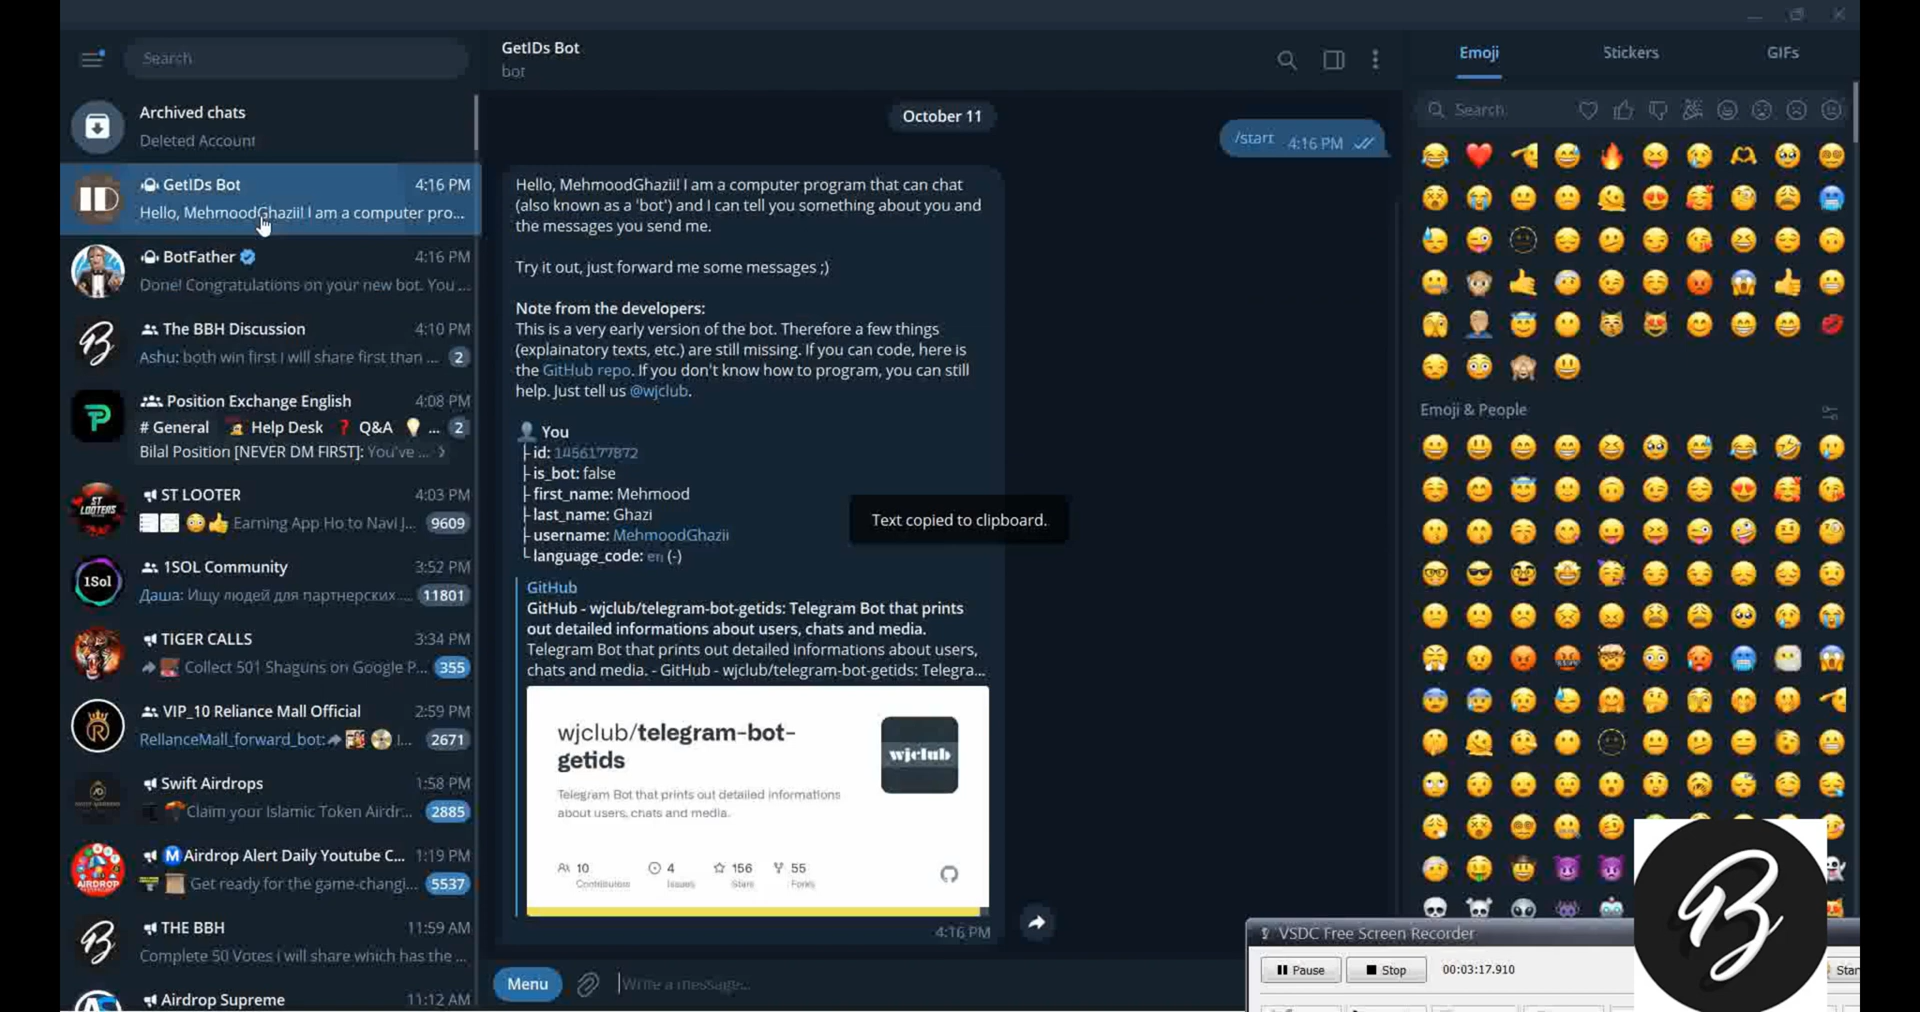 Search
Archived chats
Deleted Account
GetIDs Bot 4:16 PM
Hello, MehmoodGhazii! I am a computer pro...
BotFather 4:16 PM
Done! Congratulations on your new bot. You ...
The BBH Discussion 4:10 PM
Ashu: both win first I will share first than ... 2
Position Exchange English 4:08 PM
# General Help Desk ❓ Q&A 💡 ... 2
Bilal Position [NEVER DM FIRST]: You've ...
ST LOOTER 4:03 PM
😳👍 Earning App Ho to Navi J... 9609
1SOL Community 3:52 PM
Даша: Ищу людей для партнерских ... 11801
TIGER CALLS 3:34 PM
Collect 501 Shaguns on Google P... 355
VIP_10 Reliance Mall Official 2:59 PM
RellanceMall_forward_bot: 2671
Swift Airdrops 1:58 PM
Claim your Islamic Token Airdr... 2885
Airdrop Alert Daily Youtube C... 1:19 PM
Get ready for the game-changi... 5537
THE BBH 11:59 AM
Complete 50 Votes i will share which has the ...
Airdrop Supreme 11:12 AM
GetIDs Bot
bot
October 11
/start 4:16 PM
Hello, MehmoodGhazii! I am a computer program that can chat
(also known as a 'bot') and I can tell you something about you and
the messages you send me.
Try it out, just forward me some messages ;)
Note from the developers:
This is a very early version of the bot. Therefore a few things
(explainatory texts, etc.) are still missing. If you can code, here is
the GitHub repo. If you don't know how to program, you can still
help. Just tell us @wjclub.
👤 You
├ id: 1456177872
├ is_bot: false
├ first_name: Mehmood
├ last_name: Ghazi
├ username: MehmoodGhazii
└ language_code: en (-)
Text copied to clipboard.
GitHub
GitHub - wjclub/telegram-bot-getids: Telegram Bot that prints
out detailed informations about users, chats and media.
Telegram Bot that prints out detailed informations about users,
chats and media. - GitHub - wjclub/telegram-bot-getids: Telegra...
wjclub/telegram-bot-
getids
wjclub
Telegram Bot that prints out detailed informations
about users, chats and media.
10 4 156 55
Contributors Issues Stars Forks
4:16 PM
Menu Write a message...
Emoji Stickers GIFs
Search
Emoji & People
VSDC Free Screen Recorder
Pause Stop 00:03:17.910
B